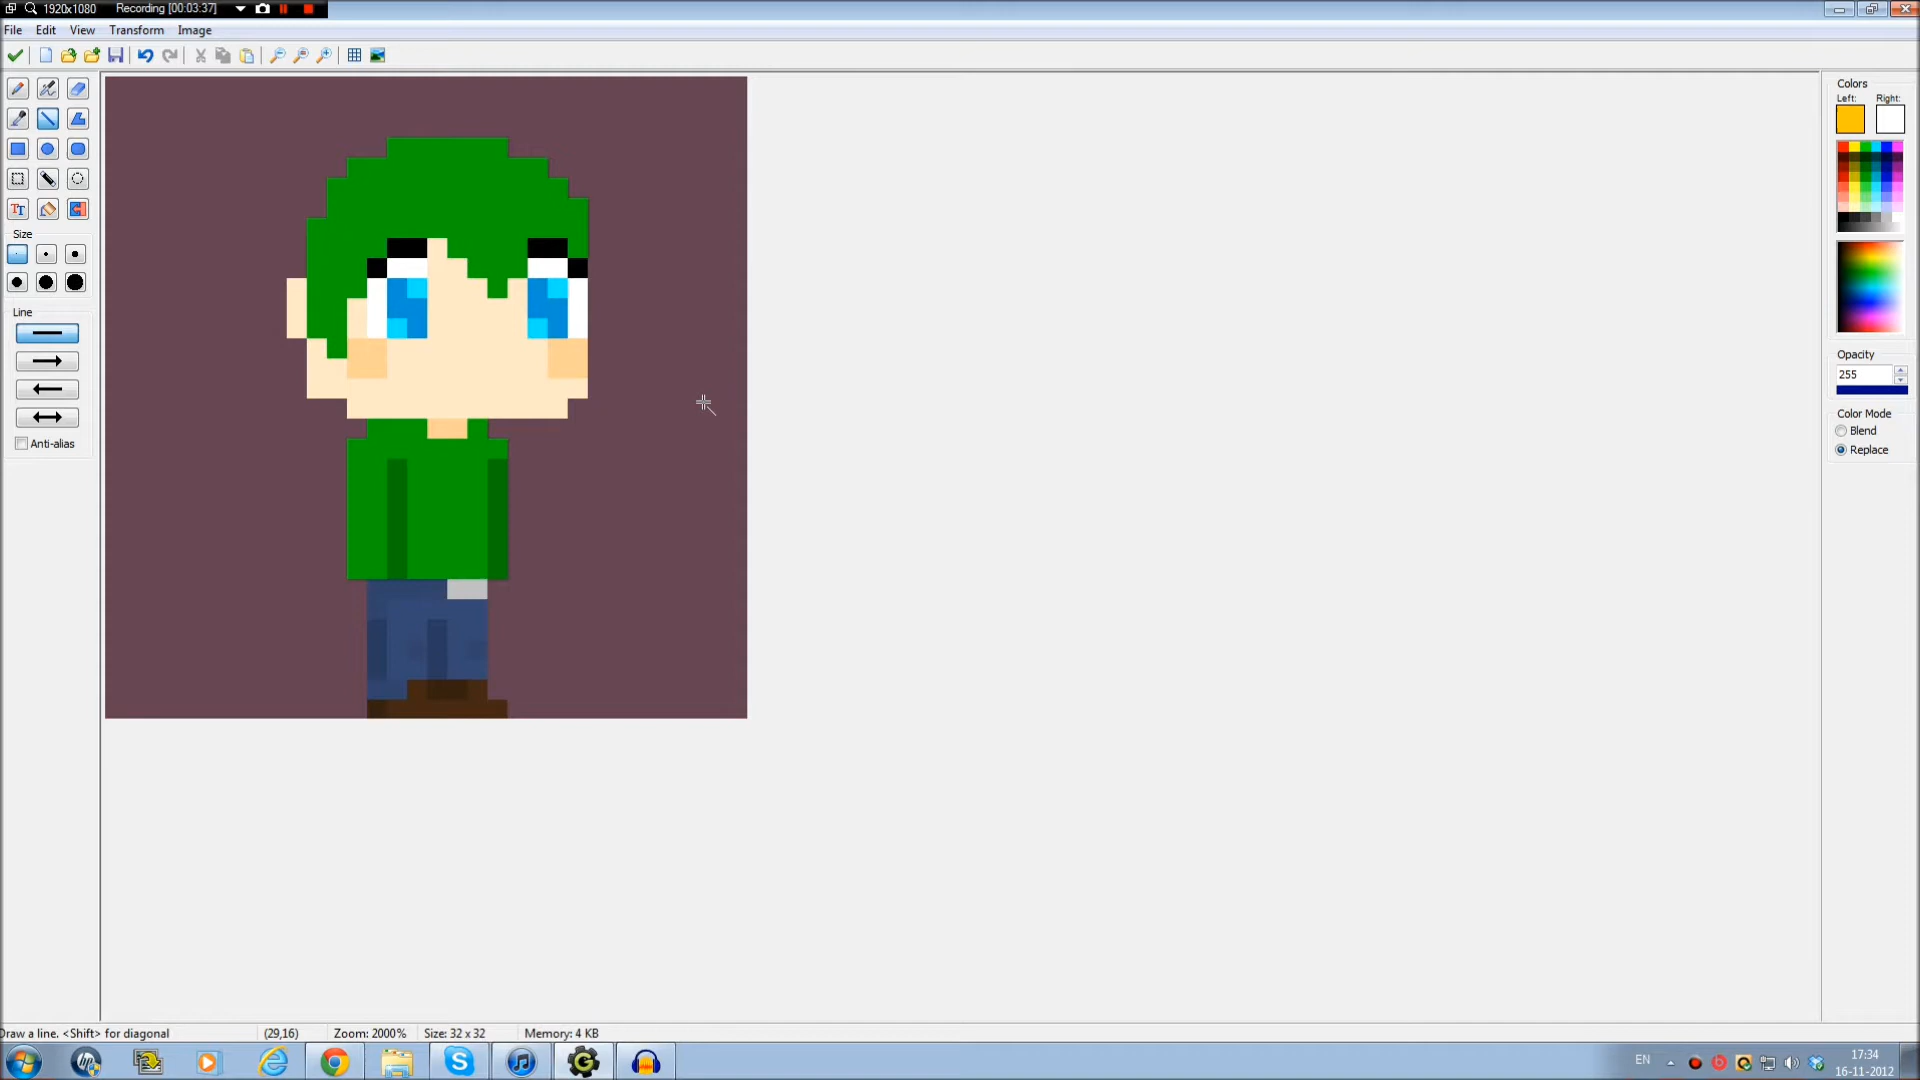 1920x1080 Recording [00:03:37]
File Edit View Transform Image
Size
Line
Anti-alias
Colors
Left: Right:
Opacity
255
Color Mode
Blend
Replace
Draw a line. <Shift> for diagonal (29,16) Zoom: 2000% Size: 32 x 32 Memory: 4 KB
EN
17:34
16-11-2012